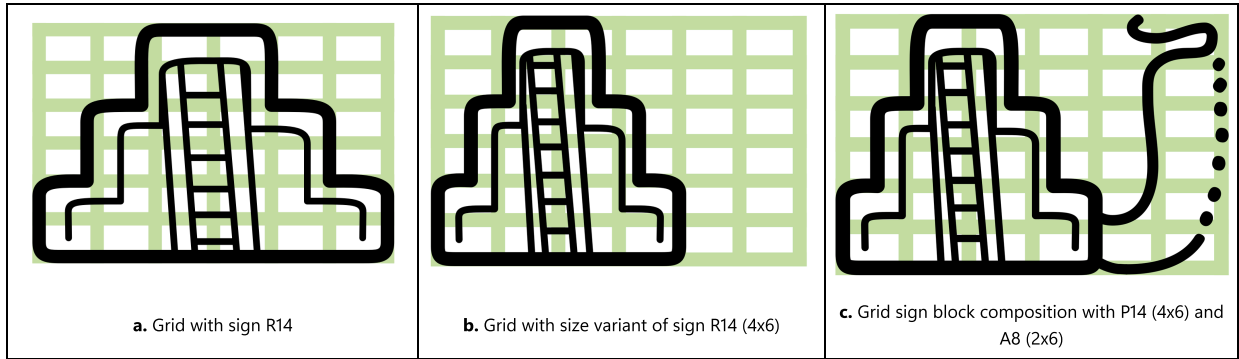 a. Grid with sign R14
b. Grid with size variant of sign R14 (4x6)
c. Grid sign block composition with P14 (4x6) and
A8 (2x6)